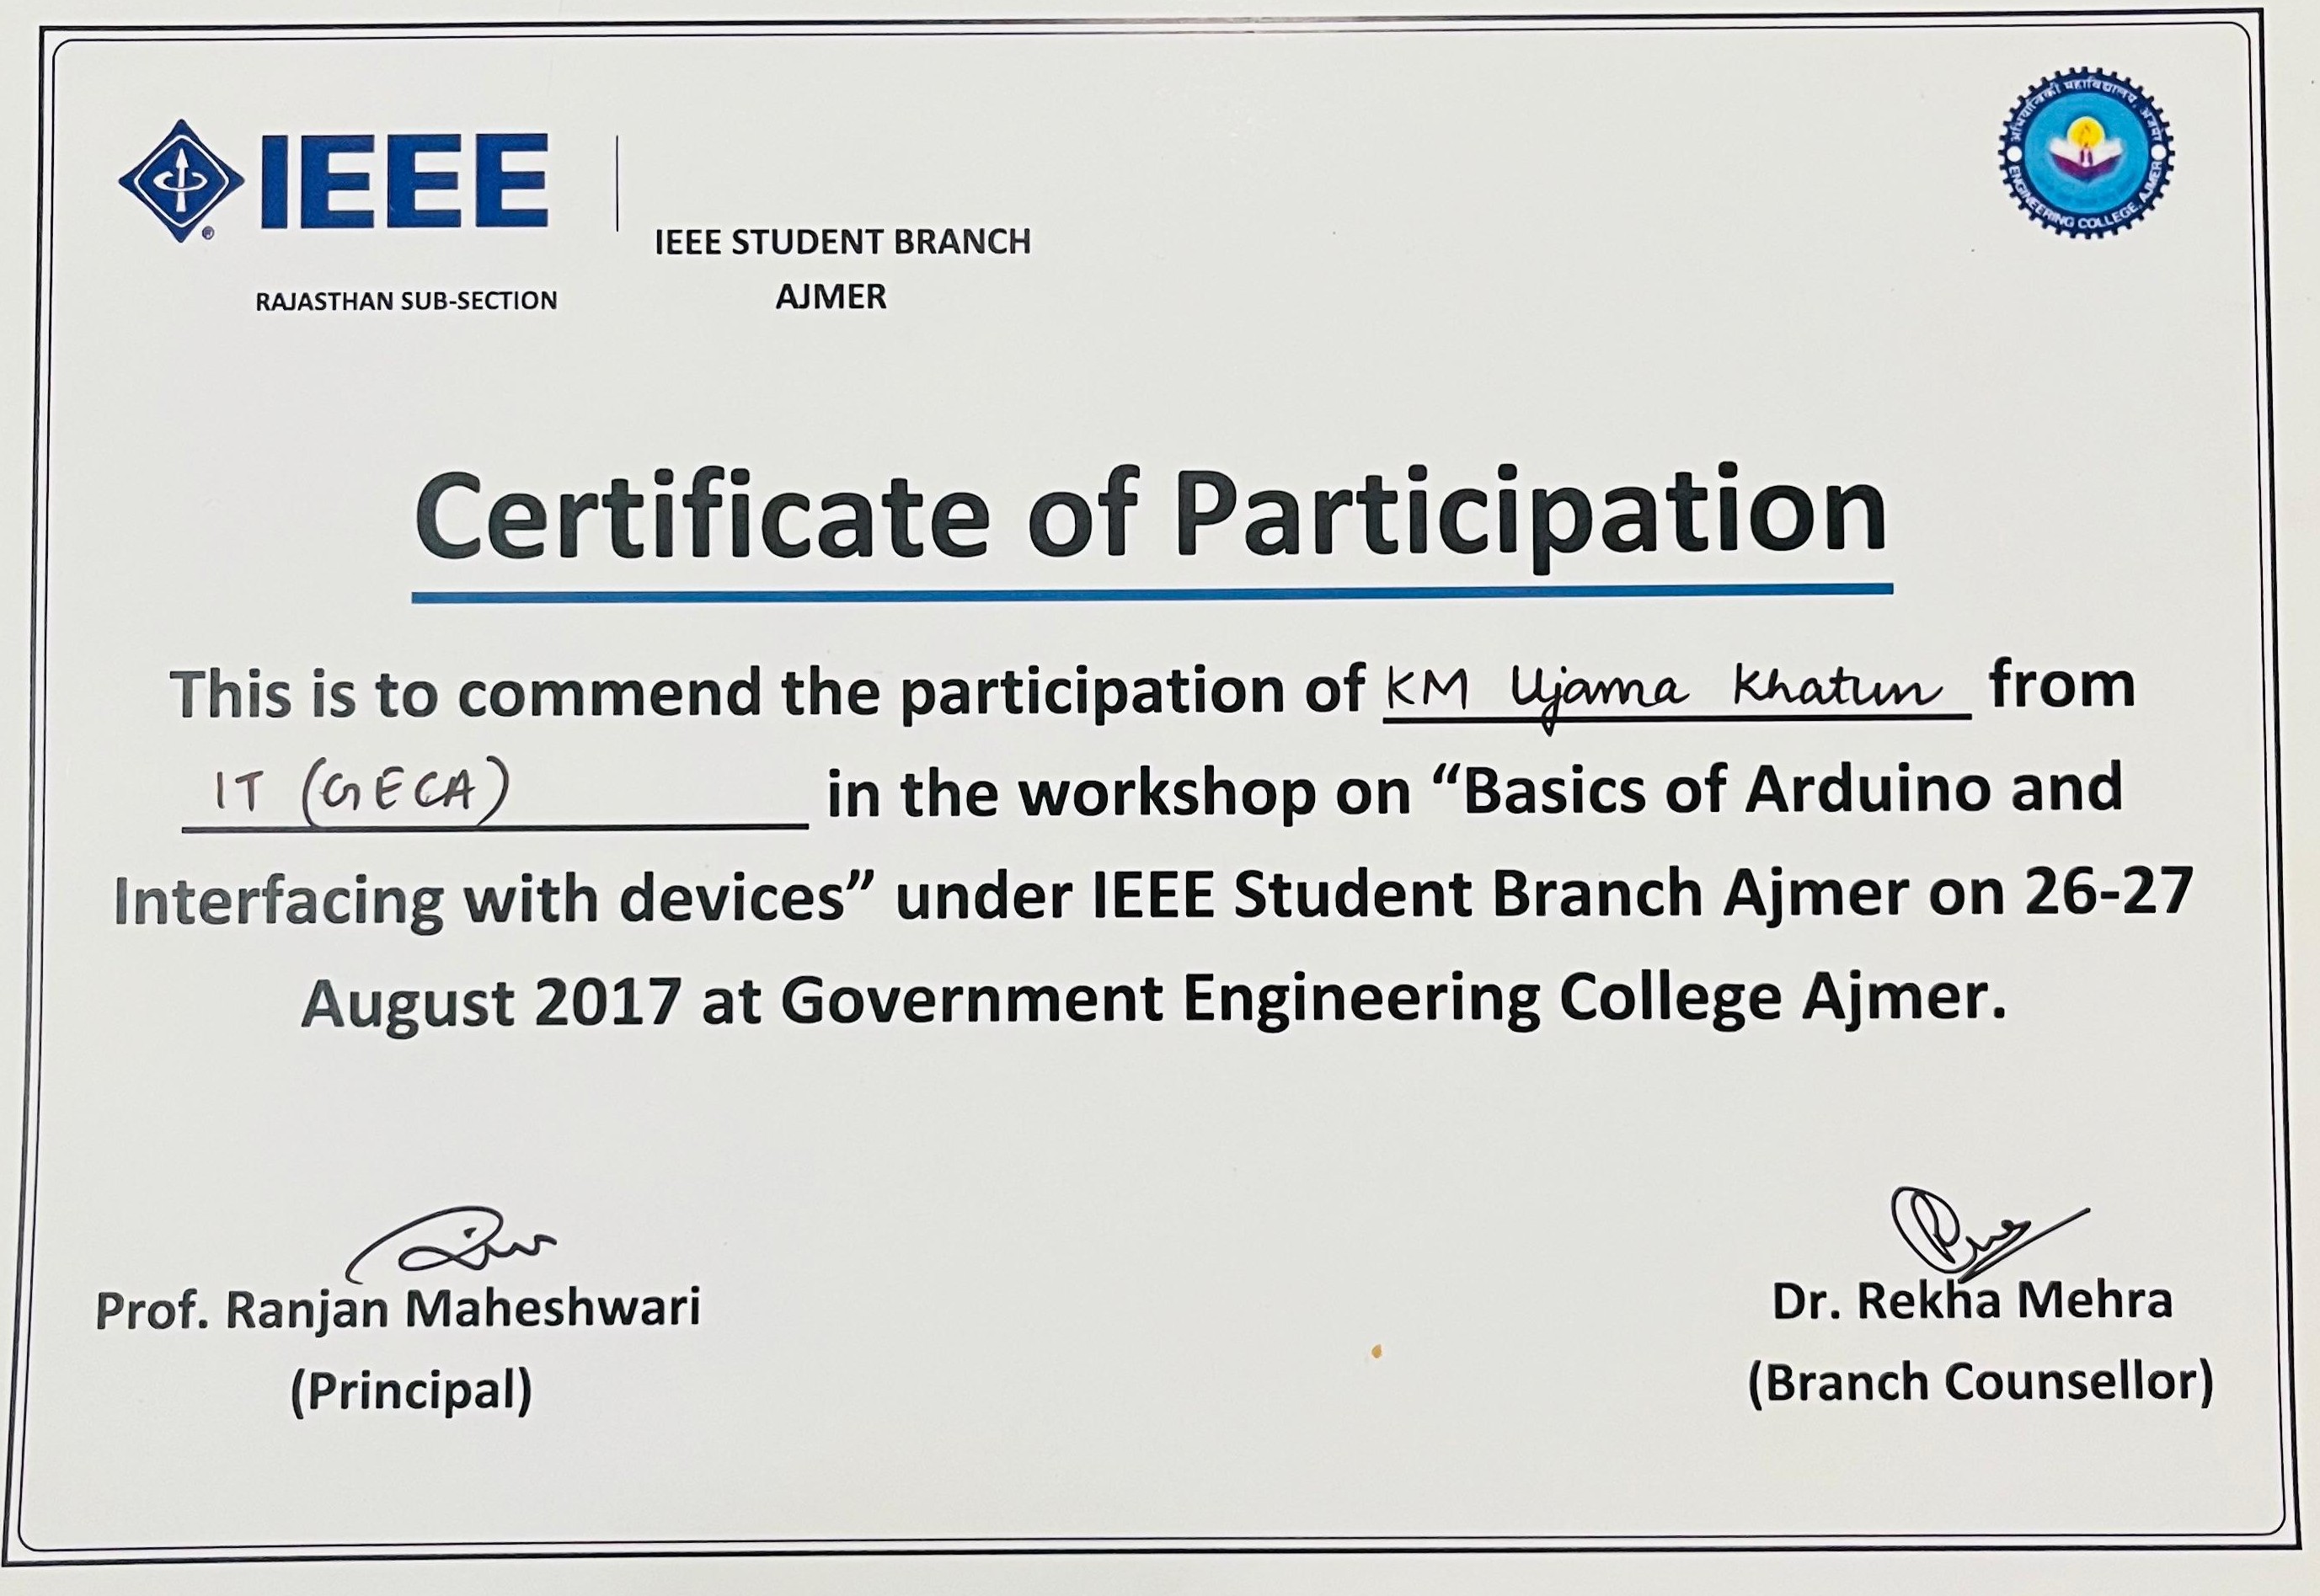 IEEE
RAJASTHAN SUB-SECTION
IEEE STUDENT BRANCH
AJMER
अभियांत्रिकी महाविद्यालय, अजमेर
ENGINEERING COLLEGE, AJMER
Certificate of Participation
This is to commend the participation of KM Ujama Khatun from
IT (GECA) in the workshop on “Basics of Arduino and
Interfacing with devices” under IEEE Student Branch Ajmer on 26-27
August 2017 at Government Engineering College Ajmer.
Prof. Ranjan Maheshwari
(Principal)
Dr. Rekha Mehra
(Branch Counsellor)